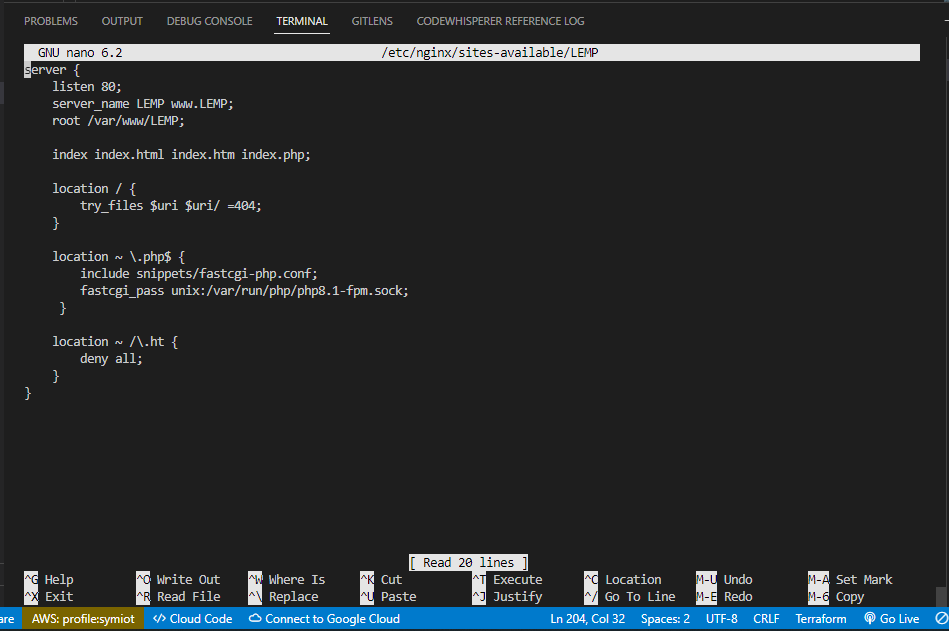 PROBLEMS OUTPUT DEBUG CONSOLE TERMINAL GITLENS CODEWHISPERER REFERENCE LOG
GNU nano 6.2 /etc/nginx/sites-available/LEMP
server {
    listen 80;
    server_name LEMP www.LEMP;
    root /var/www/LEMP;

    index index.html index.htm index.php;

    location / {
        try_files $uri $uri/ =404;
    }

    location ~ \.php$ {
        include snippets/fastcgi-php.conf;
        fastcgi_pass unix:/var/run/php/php8.1-fpm.sock;
     }

    location ~ /\.ht {
        deny all;
    }
}
[ Read 20 lines ]
^G Help ^O Write Out ^W Where Is ^K Cut ^T Execute ^C Location M-U Undo M-A Set Mark
^X Exit ^R Read File ^\ Replace ^U Paste ^J Justify ^/ Go To Line M-E Redo M-6 Copy
are AWS: profile:symiot Cloud Code Connect to Google Cloud Ln 204, Col 32 Spaces: 2 UTF-8 CRLF Terraform Go Live